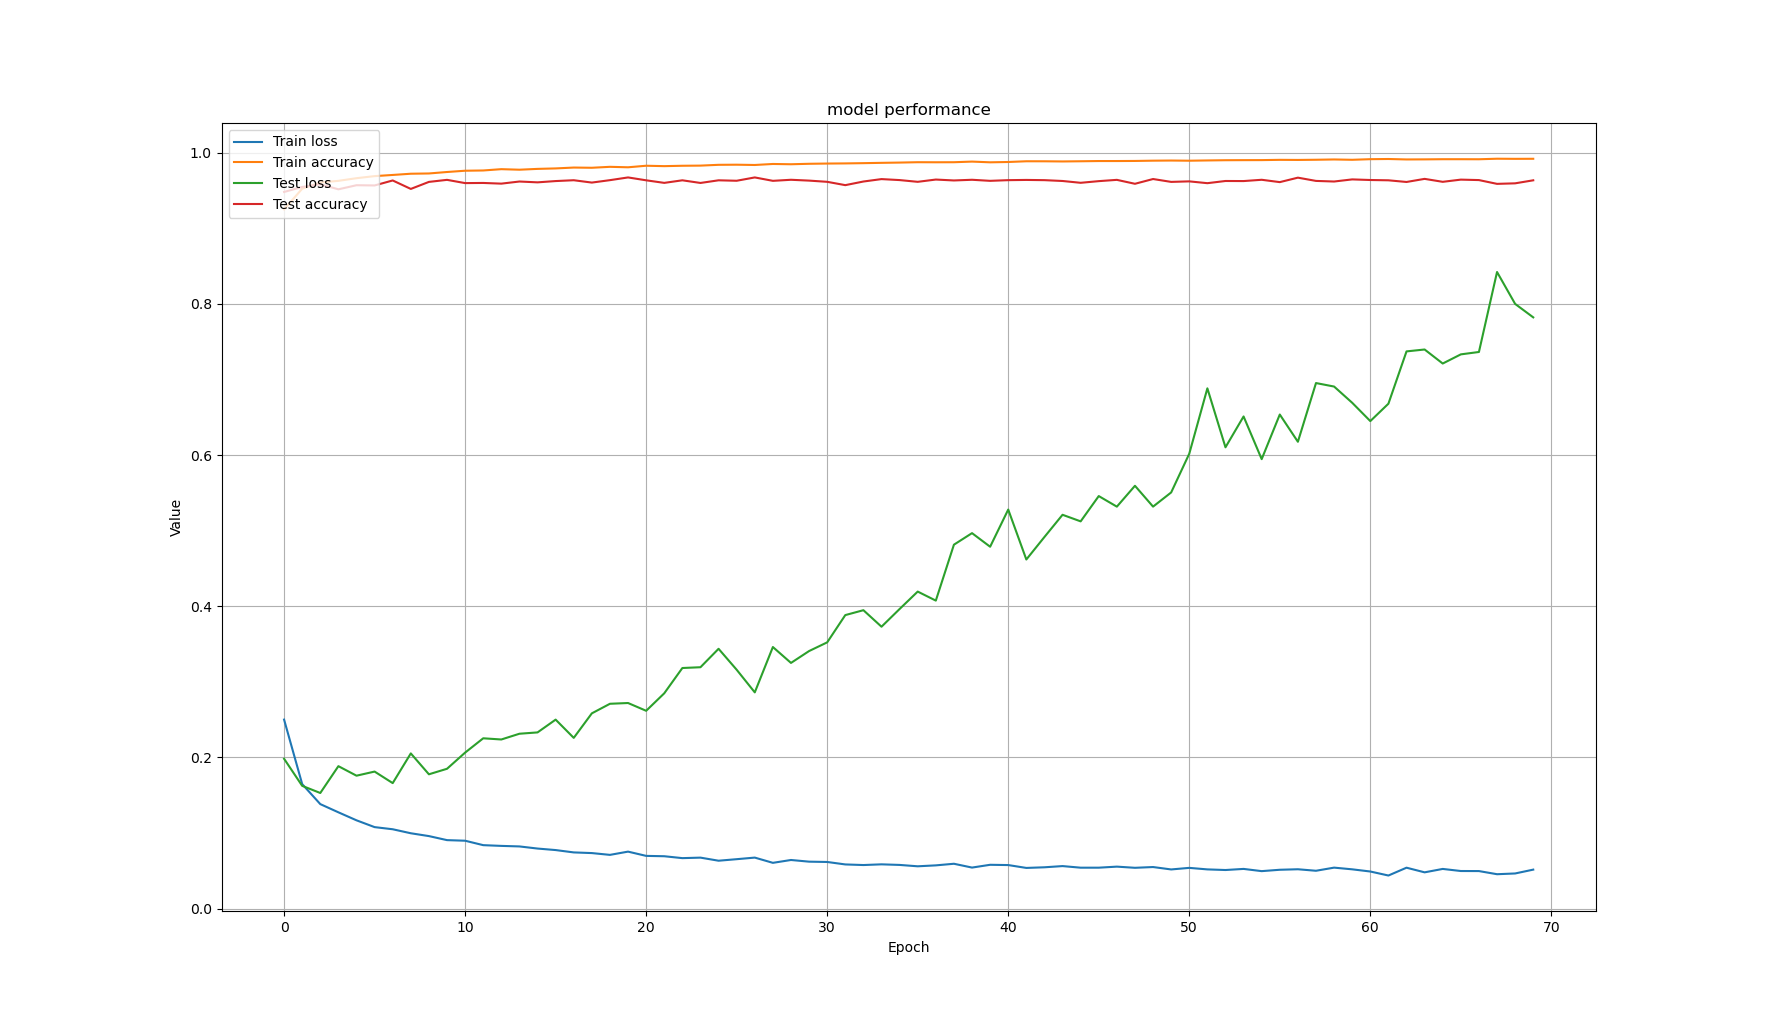 model performance
Train loss
Train accuracy
Test loss
Test accuracy
1.0
0.8
0.6
0.4
0.2
0.0
Value
0 10 20 30 40 50 60 70
Epoch